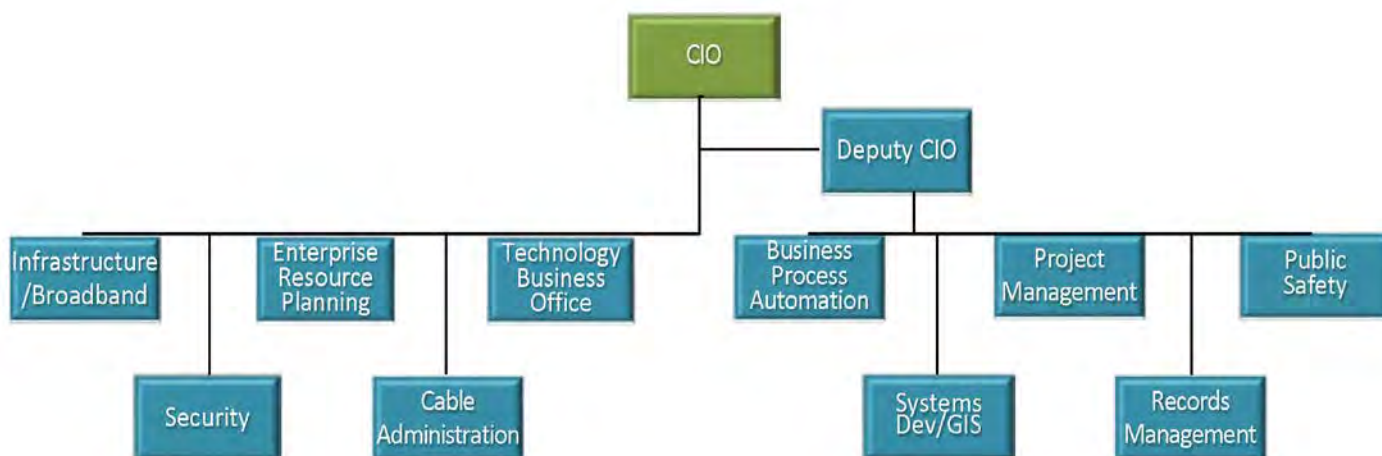 CIO
Deputy CIO
Infrastructure
/Broadband
Enterprise
Resource
Planning
Technology
Business
Office
Business
Process
Automation
Project
Management
Public
Safety
Security
Cable
Administration
Systems
Dev/GIS
Records
Management